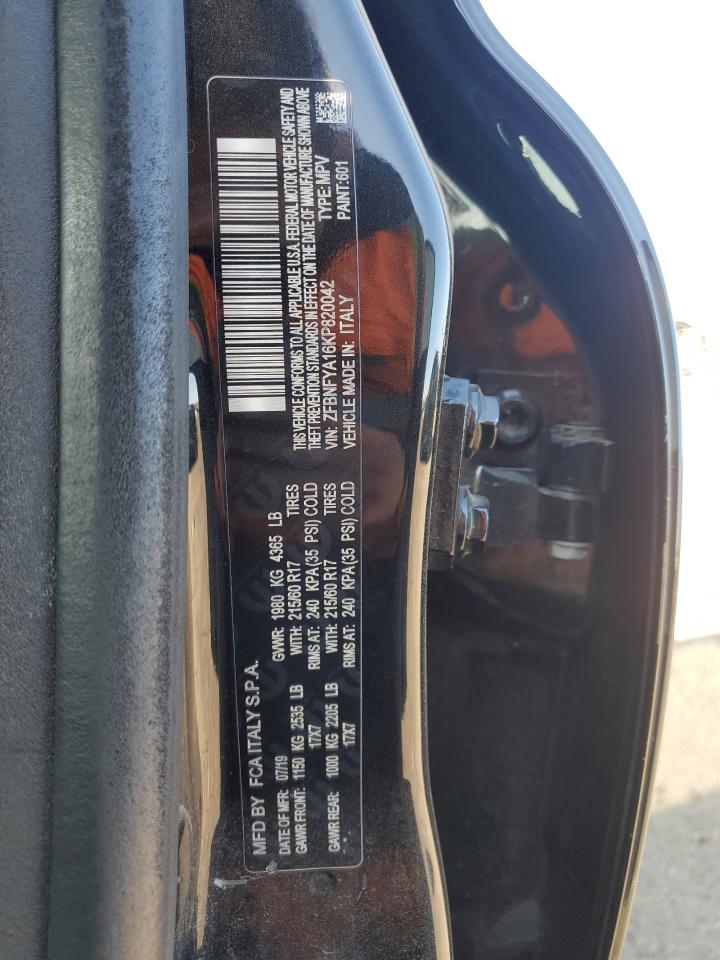 MFD BY FCA ITALY S.P.A.
DATE OF MFR: 07/19 GVWR: 1980 KG 4365 LB
GAWR FRONT: 1150 KG 2535 LB WITH: 215/60 R17 TIRES
17X7 RIMS AT: 240 KPA(35 PSI) COLD
GAWR REAR: 1000 KG 2205 LB WITH: 215/60 R17 TIRES
17X7 RIMS AT: 240 KPA(35 PSI) COLD
THIS VEHICLE CONFORMS TO ALL APPLICABLE U.S.A. FEDERAL MOTOR VEHICLE SAFETY AND
THEFT PREVENTION STANDARDS IN EFFECT ON THE DATE OF MANUFACTURE SHOWN ABOVE
VIN: ZFBNFYA16KP820042 TYPE:MPV
VEHICLE MADE IN: ITALY PAINT:601